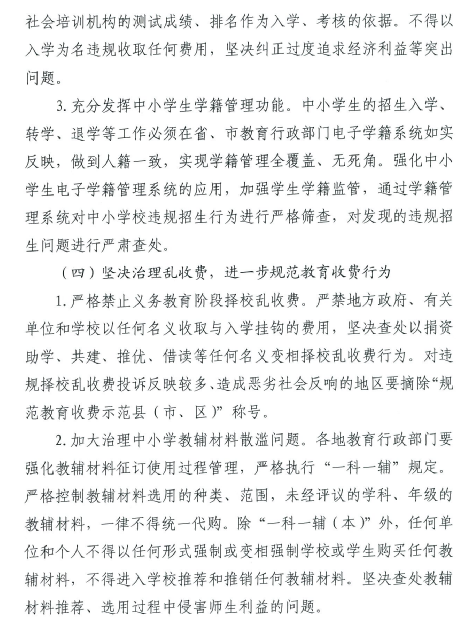 社会培训机构的测试成绩、排名作为入学、考核的依据。不得以
入学为名违规收取任何费用，坚决纠正过度追求经济利益等突出
问题。
3. 充分发挥中小学生学籍管理功能。中小学生的招生入学、
转学、退学等工作必须在省、市教育行政部门电子学籍系统如实
反映，做到人籍一致，实现学籍管理全覆盖、无死角。强化中小
学生电子学籍管理系统的应用，加强学生学籍监管，通过学籍管
理系统对中小学校违规招生行为进行严格筛查，对发现的违规招
生问题进行严肃查处。
（四）坚决治理乱收费，进一步规范教育收费行为
1. 严格禁止义务教育阶段择校乱收费。严禁地方政府、有关
单位和学校以任何名义收取与入学挂钩的费用，坚决查处以捐资
助学、共建、推优、借读等任何名义变相择校乱收费行为。对违
规择校乱收费投诉反映较多、造成恶劣社会反响的地区要摘除“规
范教育收费示范县（市、区）”称号。
2. 加大治理中小学教辅材料散滥问题。各地教育行政部门要
强化教辅材料征订使用过程管理，严格执行“一科一辅”规定。
严格控制教辅材料选用的种类、范围，未经评议的学科、年级的
教辅材料，一律不得统一代购。除“一科一辅（本）”外，任何单
位和个人不得以任何形式强制或变相强制学校或学生购买任何教
辅材料，不得进入学校推荐和推销任何教辅材料。坚决查处教辅
材料推荐、选用过程中侵害师生利益的问题。